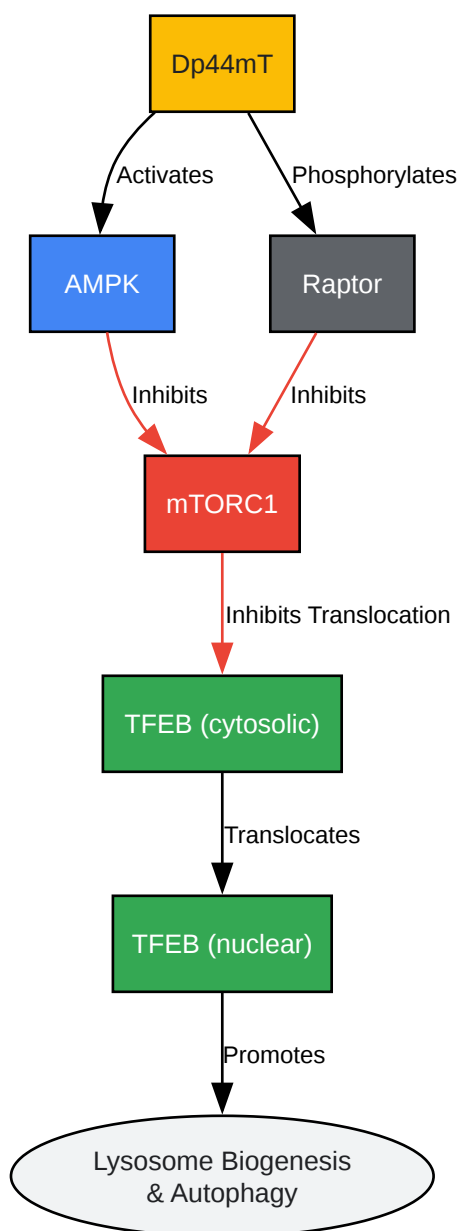 Dp44mT
Activates
Phosphorylates
AMPK
Raptor
Inhibits
Inhibits
mTORC1
Inhibits Translocation
TFEB (cytosolic)
Translocates
TFEB (nuclear)
Promotes
Lysosome Biogenesis
& Autophagy